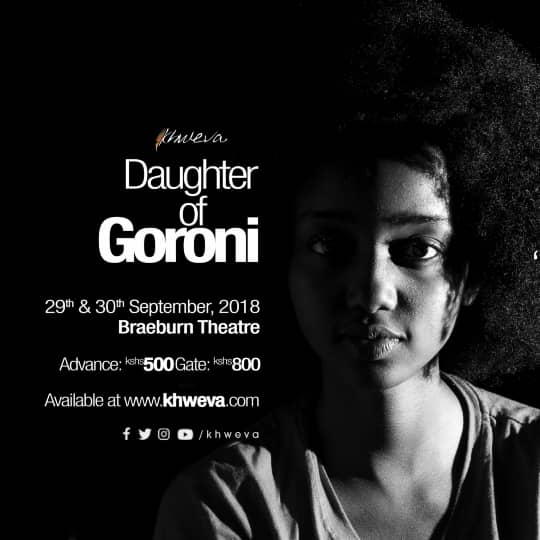 khweva
Daughter
of
Goroni
29th & 30th September, 2018
Braeburn Theatre
Advance: kshs500 Gate: kshs800
Available at www.khweva.com
/khweva